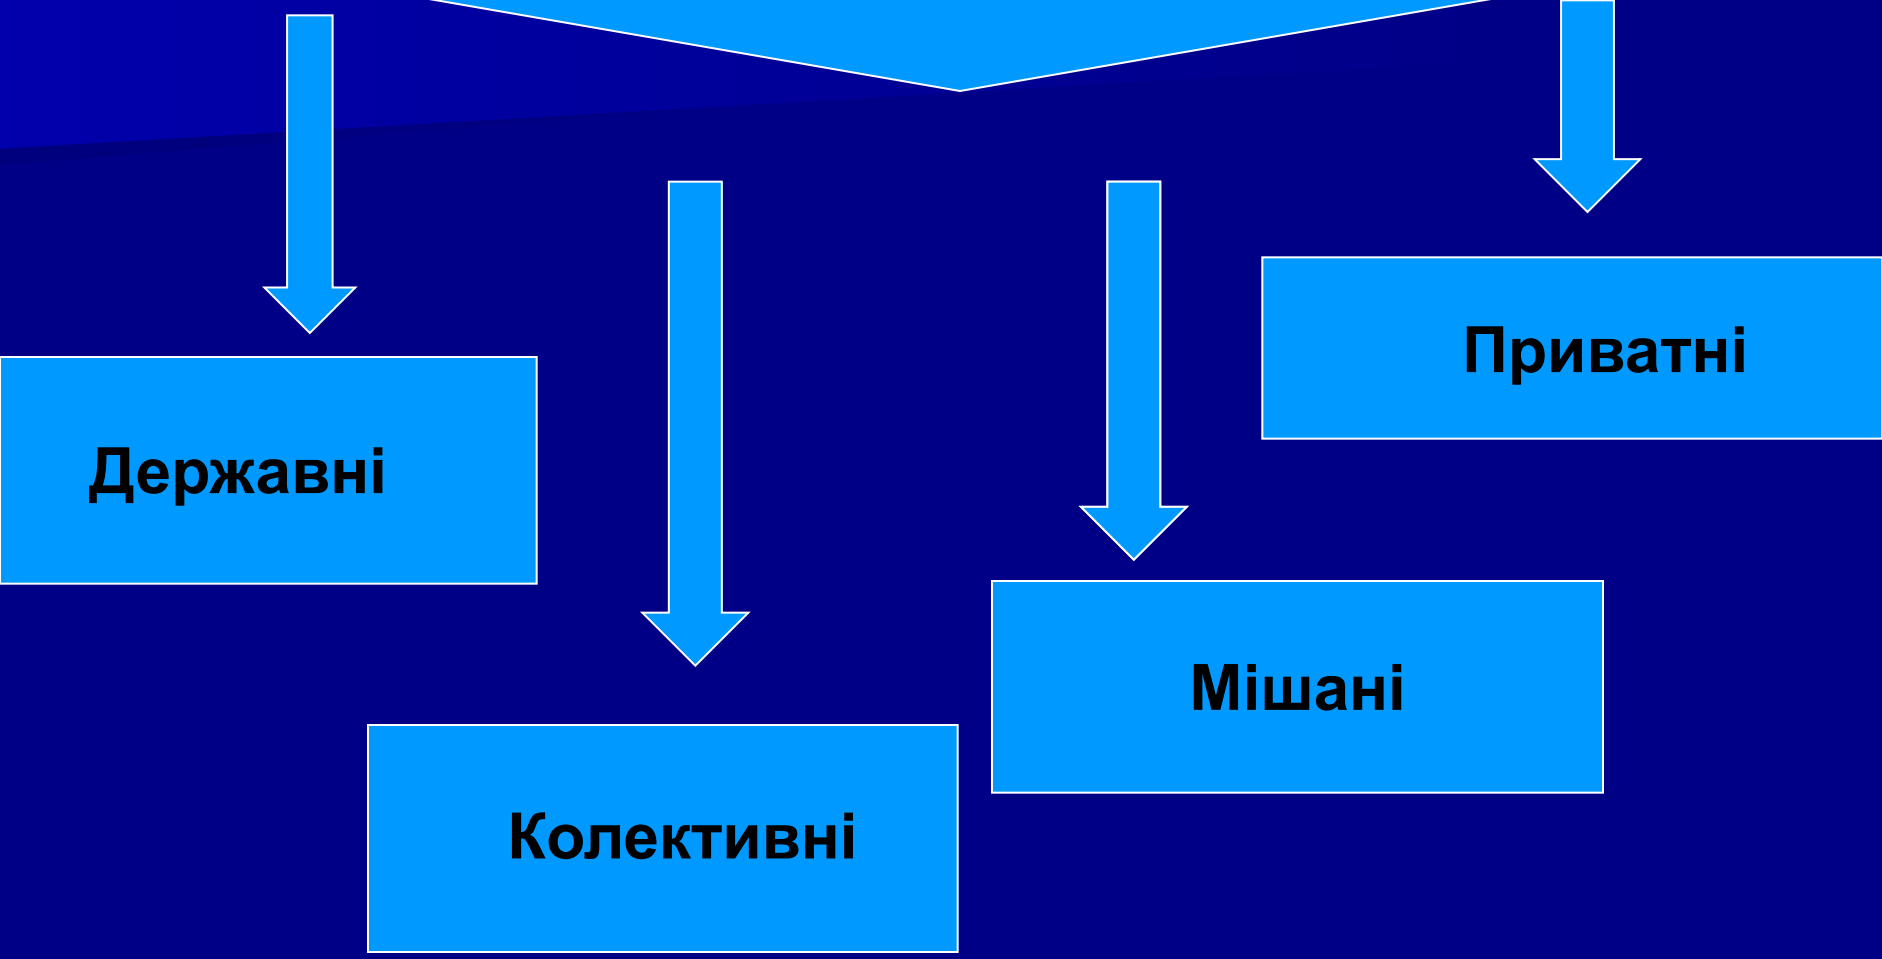 Державні
Колективні
Мішані
Приватні